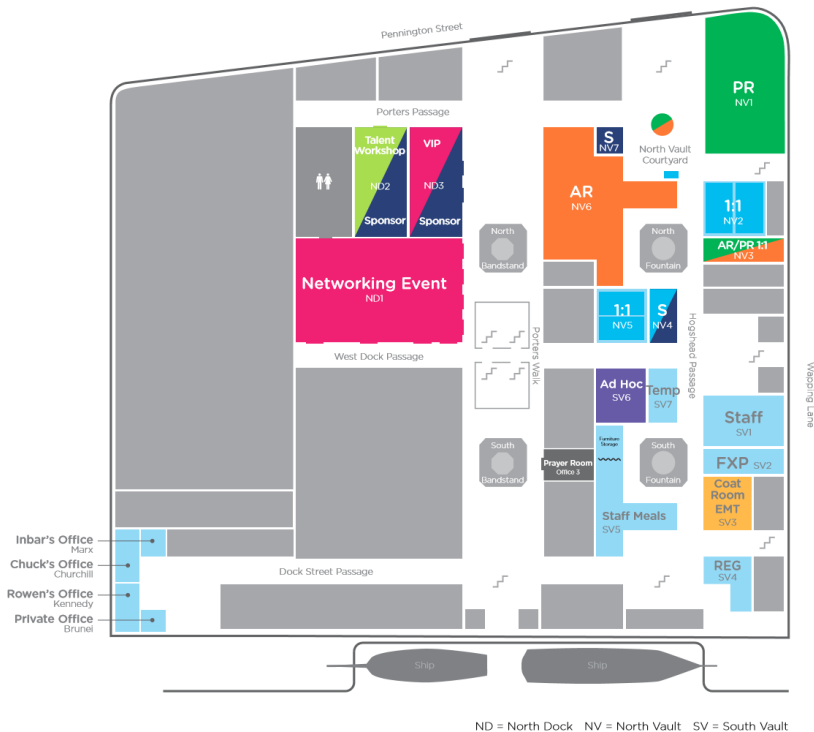 Pennington Street
Porters Passage
PR
NV1
Talent
Workshop
ND2
Sponsor
VIP
ND3
Sponsor
S
NV7
North Vault
Courtyard
AR
NV6
1:1
NV2
AR/PR 1:1
NV3
North
Bandstand
North
Fountain
Networking Event
ND1
1:1
NV5
S
NV4
Hogshead Passage
Porters Walk
West Dock Passage
Wapping Lane
Ad Hoc
SV6
Temp
SV7
Staff
SV1
Furniture
Storage
South
Bandstand
Prayer Room
Office 3
South
Fountain
FXP SV2
Coat
Room
EMT
SV3
Staff Meals
SV5
Inbar's Office
Marx
Chuck's Office
Churchill
Rowen's Office
Kennedy
Private Office
Brunel
Dock Street Passage
REG
SV4
Ship
Ship
ND = North Dock NV = North Vault SV = South Vault